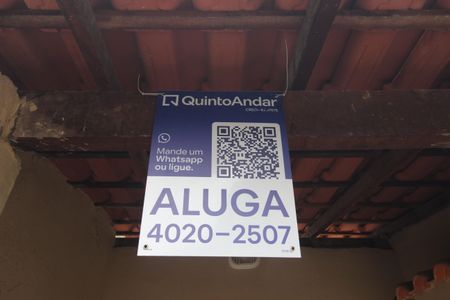 QuintoAndar
Mande um
Whatsapp
ou ligue.
ALUGA
4020-2507